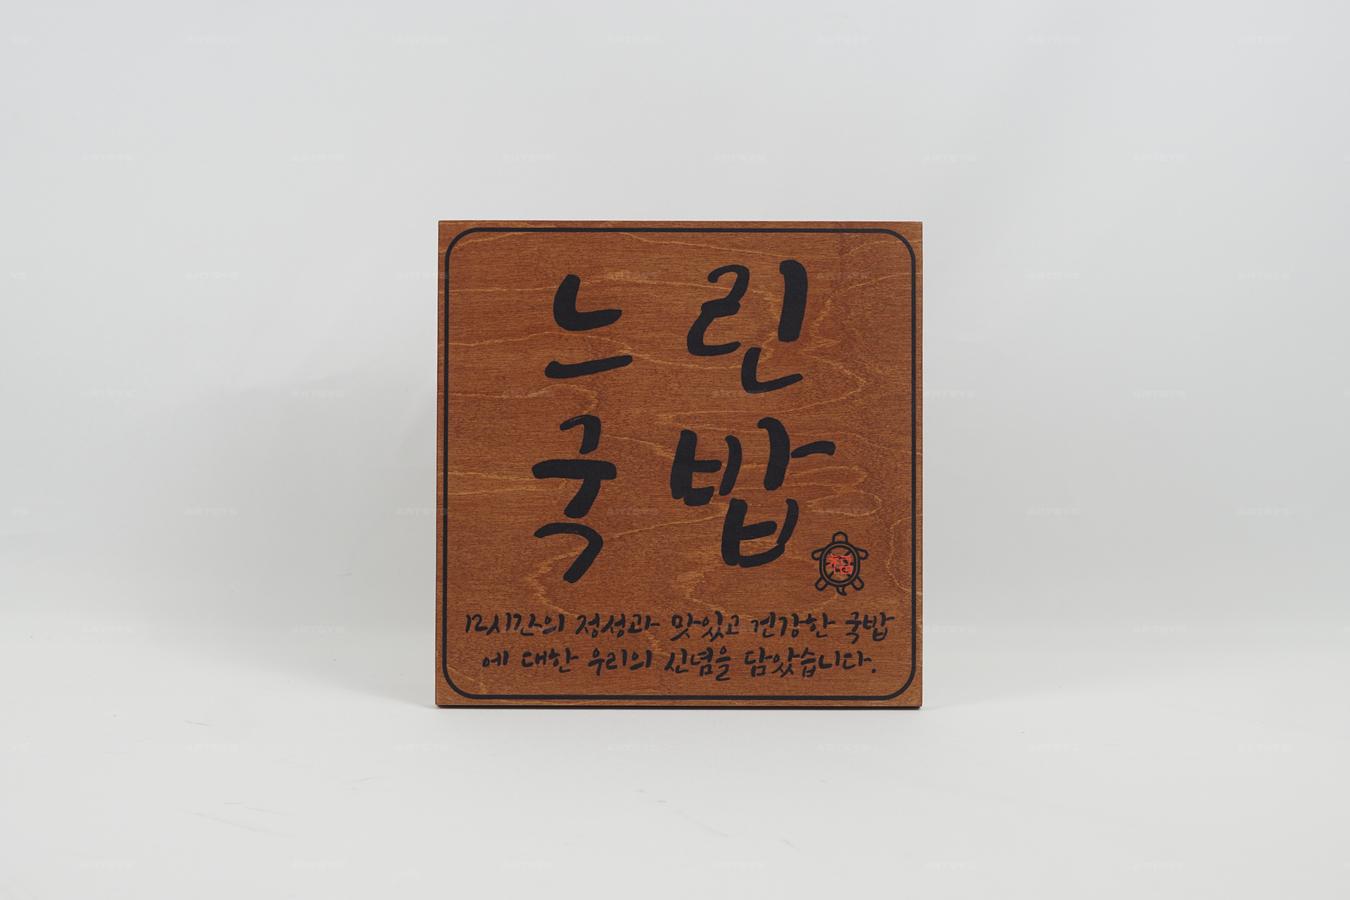 느린
국밥
12시간의 정성과 맛있고 건강한 국밥
에 대한 우리의 신념을 담았습니다.